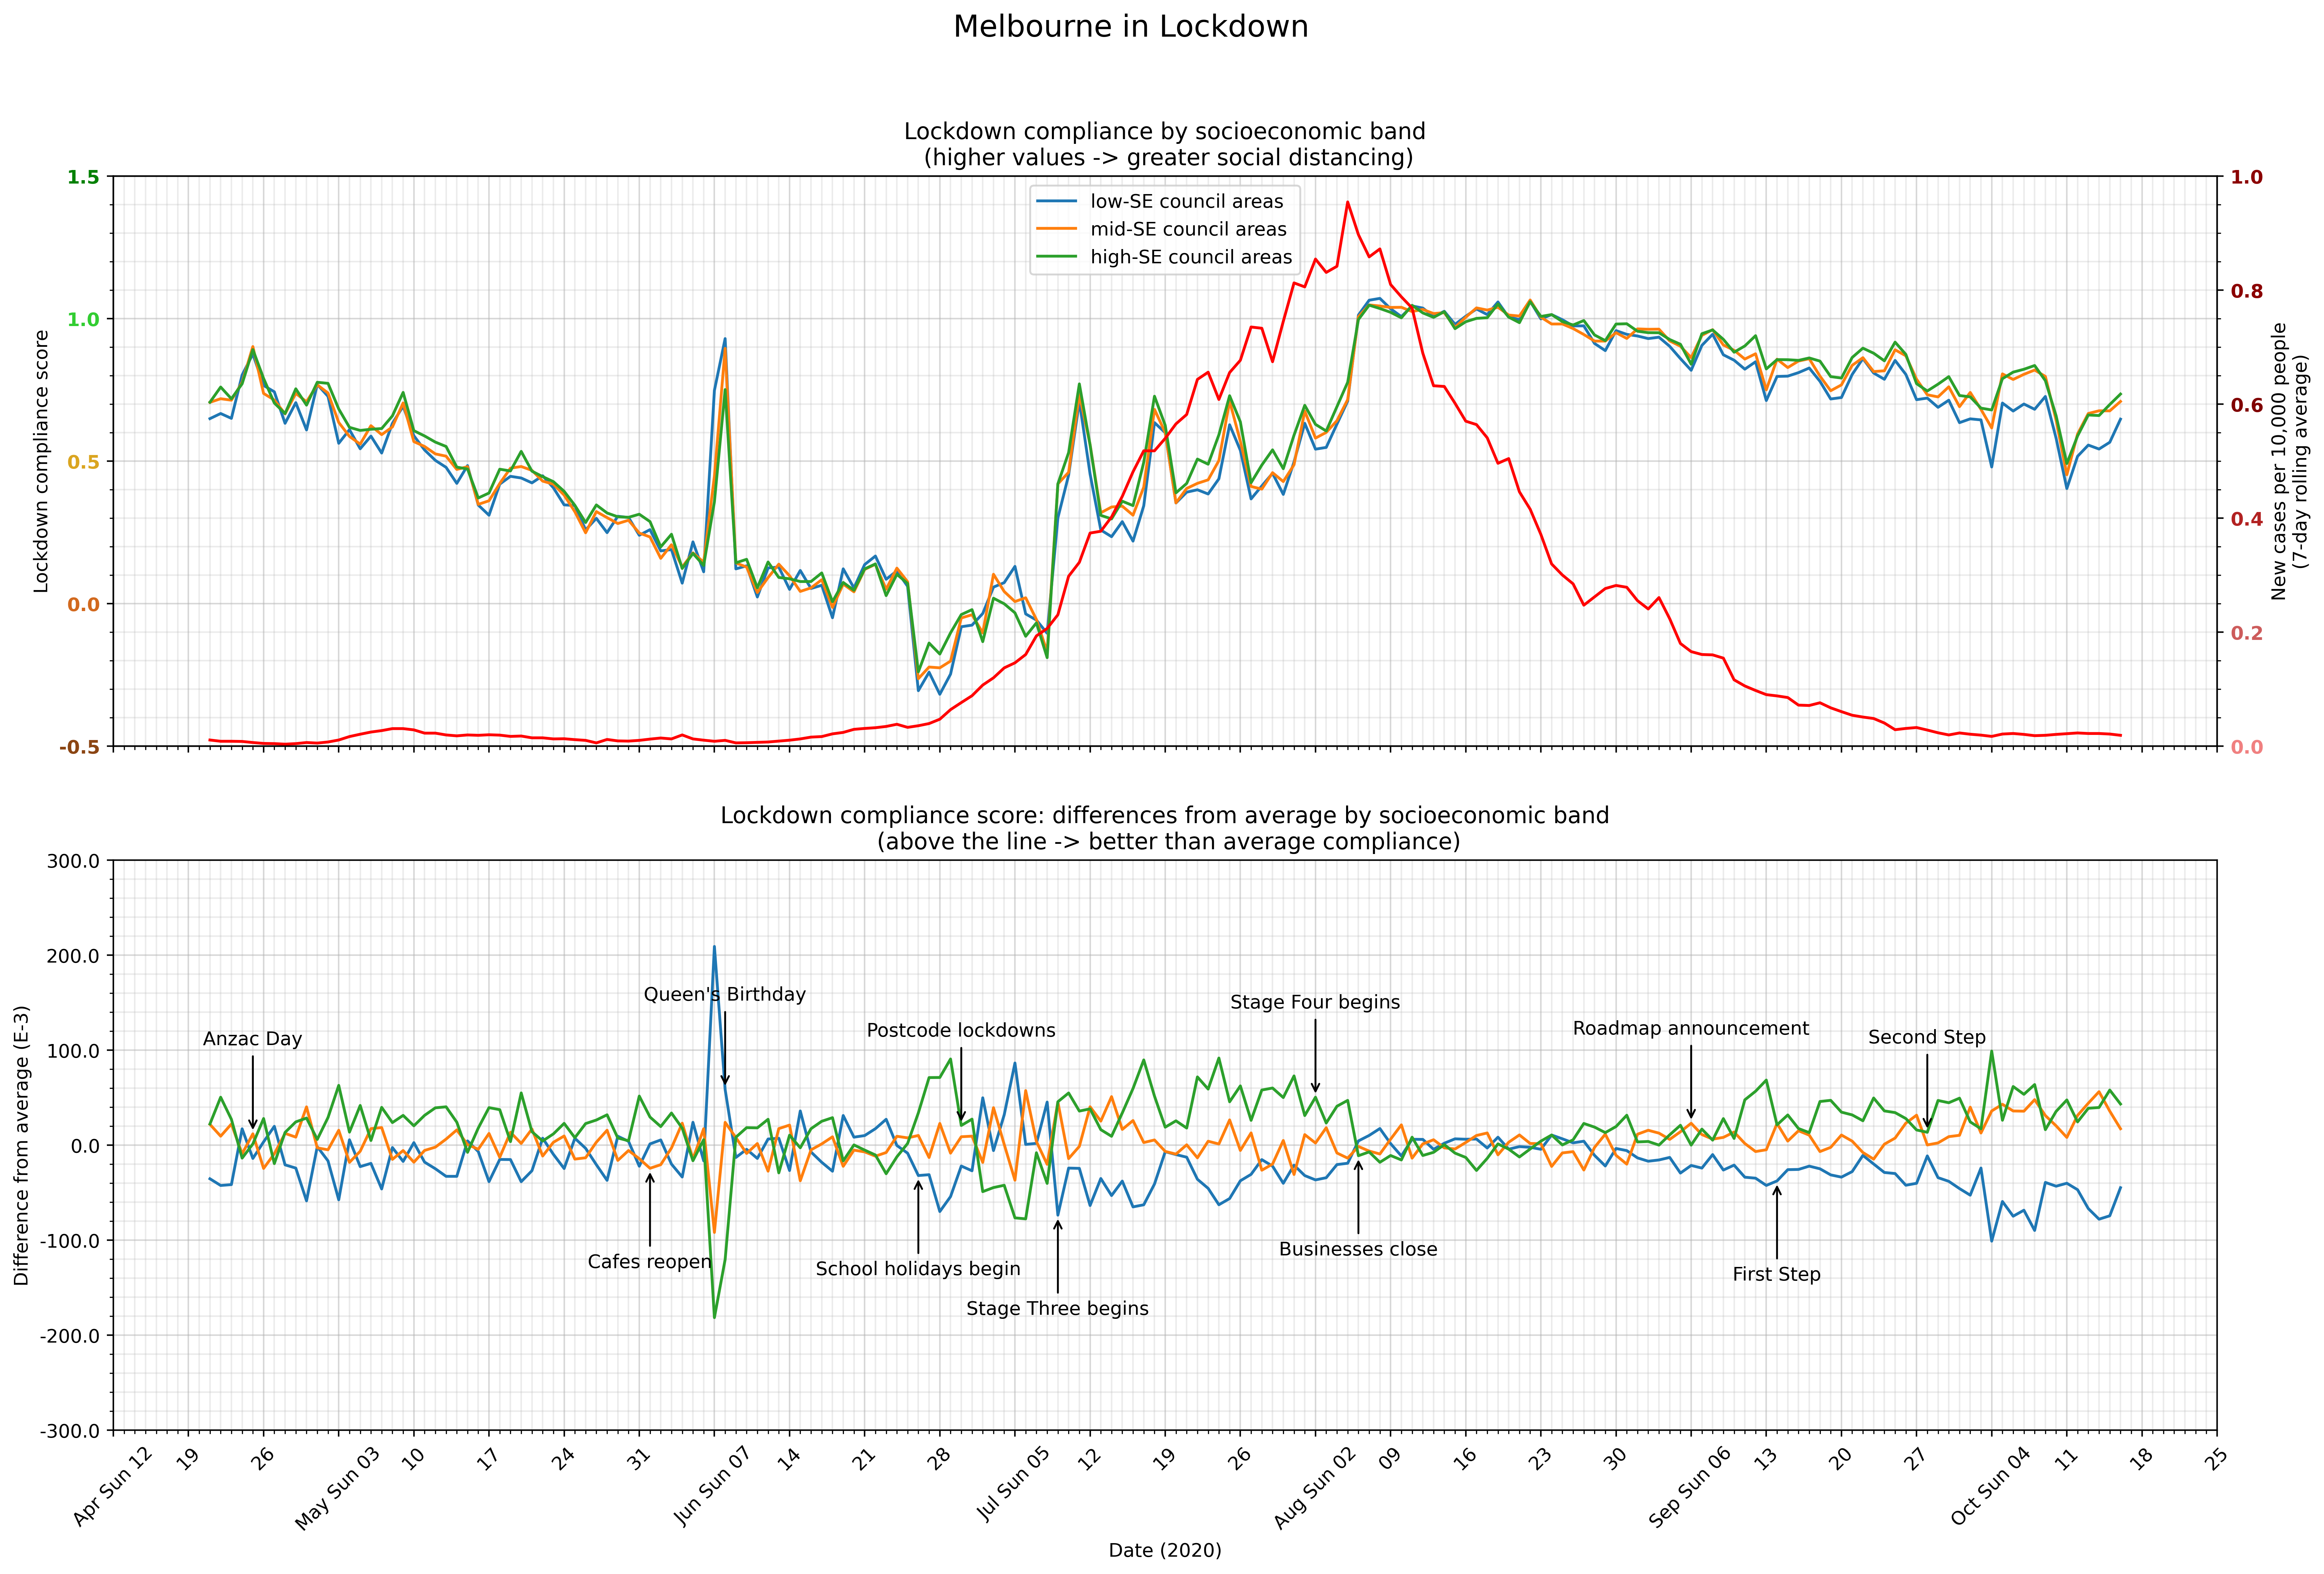 Melbourne in Lockdown
Lockdown compliance by socioeconomic band
(higher values -> greater social distancing)
low-SE council areas
mid-SE council areas
high-SE council areas
Lockdown compliance score
1.5
1.0
0.5
0.0
-0.5
1.0
0.8
0.6
0.4
0.2
0.0
New cases per 10,000 people
(7-day rolling average)
Lockdown compliance score: differences from average by socioeconomic band
(above the line -> better than average compliance)
Difference from average (E-3)
300.0
200.0
100.0
0.0
-100.0
-200.0
-300.0
Anzac Day
Queen's Birthday
Postcode lockdowns
Stage Four begins
Roadmap announcement
Second Step
Cafes reopen
School holidays begin
Stage Three begins
Businesses close
First Step
Apr Sun 12
19
26
May Sun 03
10
17
24
31
Jun Sun 07
14
21
28
Jul Sun 05
12
19
26
Aug Sun 02
09
16
23
30
Sep Sun 06
13
20
27
Oct Sun 04
11
18
25
Date (2020)